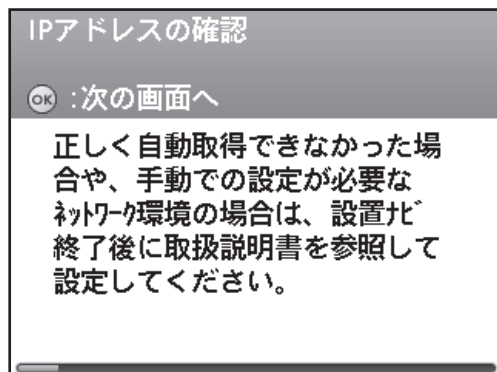 IPアドレスの確認
OK :次の画面へ
正しく自動取得できなかった場
合や、手動での設定が必要な
ﾈｯﾄﾜｰｸ環境の場合は、設置ﾅﾋﾞ
終了後に取扱説明書を参照して
設定してください。